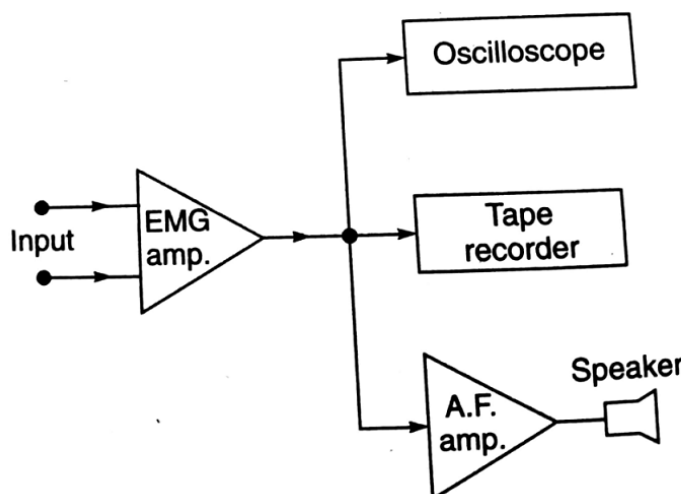 Oscilloscope
EMG
amp.
Input
Tape
recorder
Speaker
A.F.
amp.